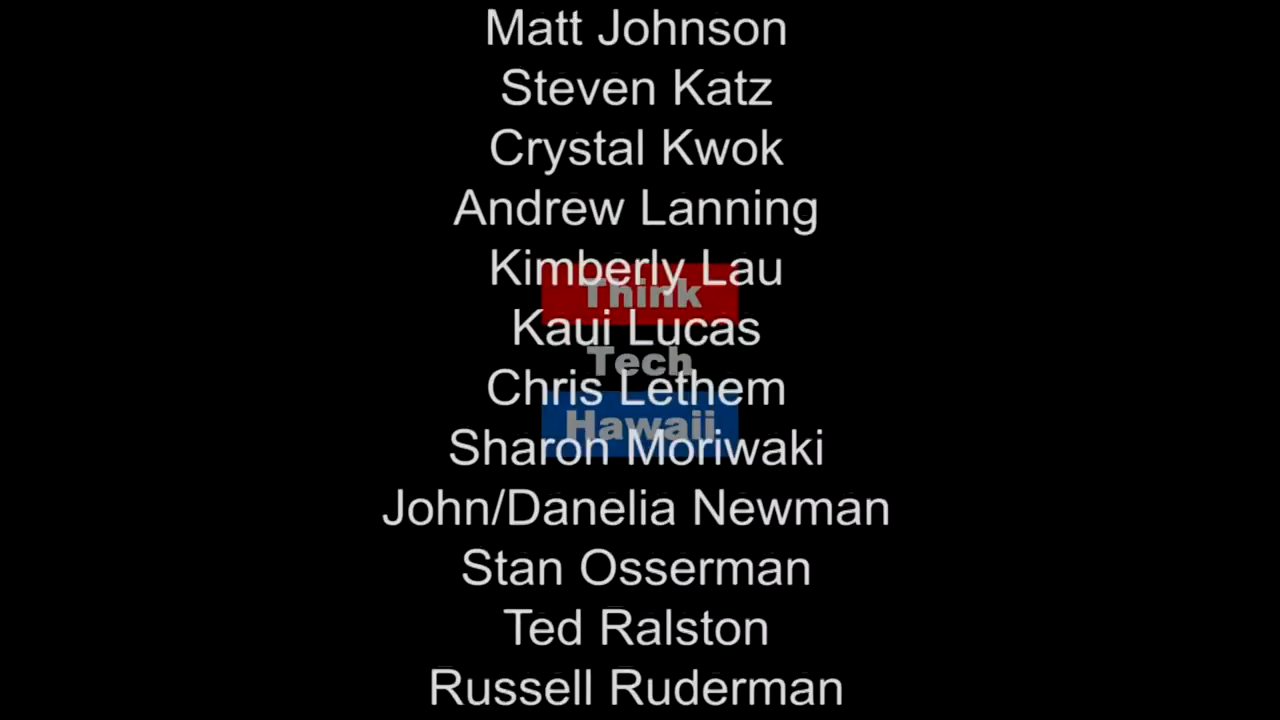 Matt Johnson
Steven Katz
Crystal Kwok
Andrew Lanning
Kimberly Lau
Think
Kaui Lucas
Tech
Chris Lethem
Hawaii
Sharon Moriwaki
John/Danelia Newman
Stan Osserman
Ted Ralston
Russell Ruderman